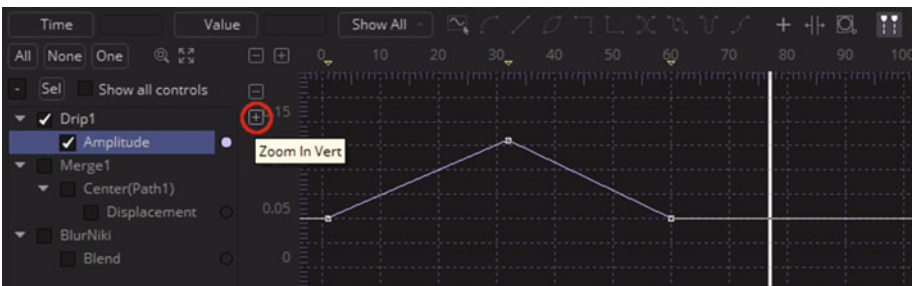 Time Value Show All
All None One 0 10 20 30 40 50 60 70 80 90 100
Sel Show all controls
Drip1 0.15
Amplitude
Zoom In Vert
Merge1
Center(Path1)
Displacement 0.05
BlurNiki
Blend 0